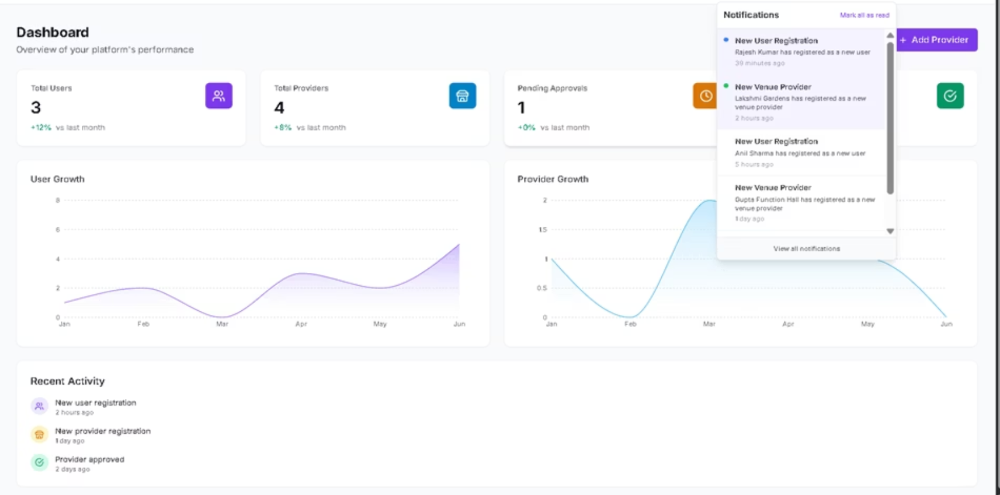 Dashboard
Overview of your platform's performance
+ Add Provider
Notifications
Mark all as read
New User Registration
Rajesh Kumar has registered as a new user
39 minutes ago
New Venue Provider
Lakshmi Gardens has registered as a new
venue provider
2 hours ago
New User Registration
Anil Sharma has registered as a new user
5 hours ago
New Venue Provider
Gupta Function Hall has registered as a new
venue provider
1 day ago
View all notifications
Total Users
3
+12% vs last month
Total Providers
4
+8% vs last month
Pending Approvals
1
+0% vs last month
User Growth
8
6
4
2
0
Jan Feb Mar Apr May Jun
Provider Growth
2
1.5
1
0.5
0
Jan Feb Mar Apr May Jun
Recent Activity
New user registration
2 hours ago
New provider registration
1 day ago
Provider approved
2 days ago